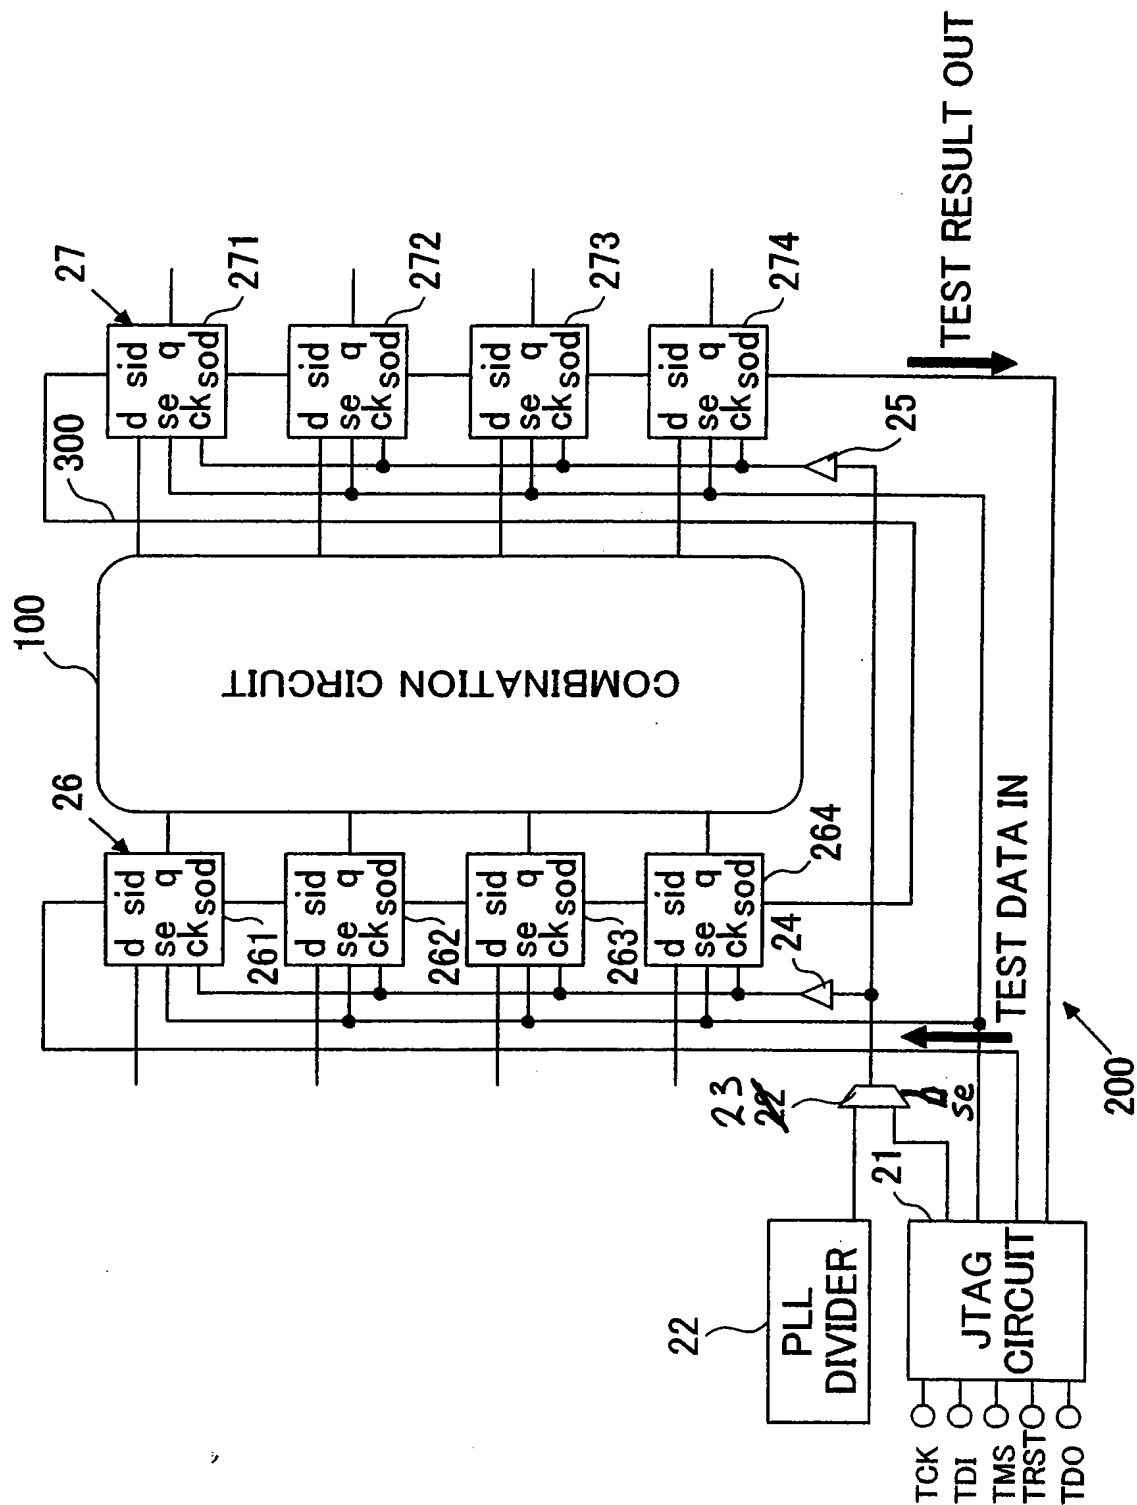 100
300
27
26
d
sid
se
q
ck
sod
261
d
sid
se
q
ck
sod
262
d
sid
se
q
ck
sod
263
d
sid
se
q
ck
sod
264
COMBINATION CIRCUIT
d
sid
se
q
ck
sod
271
d
sid
se
q
ck
sod
272
d
sid
se
q
ck
sod
273
d
sid
se
q
ck
sod
274
24
25
23
22
se
22
PLL
DIVIDER
21
JTAG
CIRCUIT
TCK
TDI
TMS
TRST
TDO
TEST DATA IN
TEST RESULT OUT
200